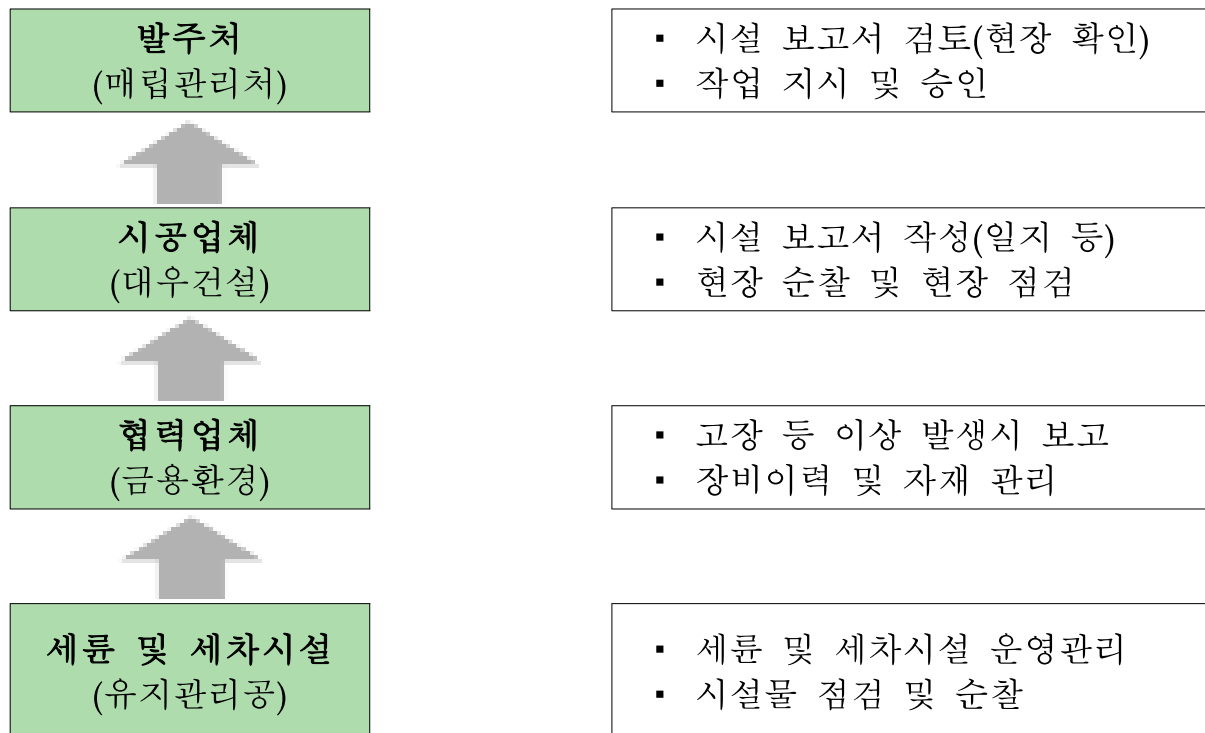 발주처
(매립관리처)
▪ 시설 보고서 검토(현장 확인)
▪ 작업 지시 및 승인
시공업체
(대우건설)
▪ 시설 보고서 작성(일지 등)
▪ 현장 순찰 및 현장 점검
협력업체
(금용환경)
▪ 고장 등 이상 발생시 보고
▪ 장비이력 및 자재 관리
세륜 및 세차시설
(유지관리공)
▪ 세륜 및 세차시설 운영관리
▪ 시설물 점검 및 순찰